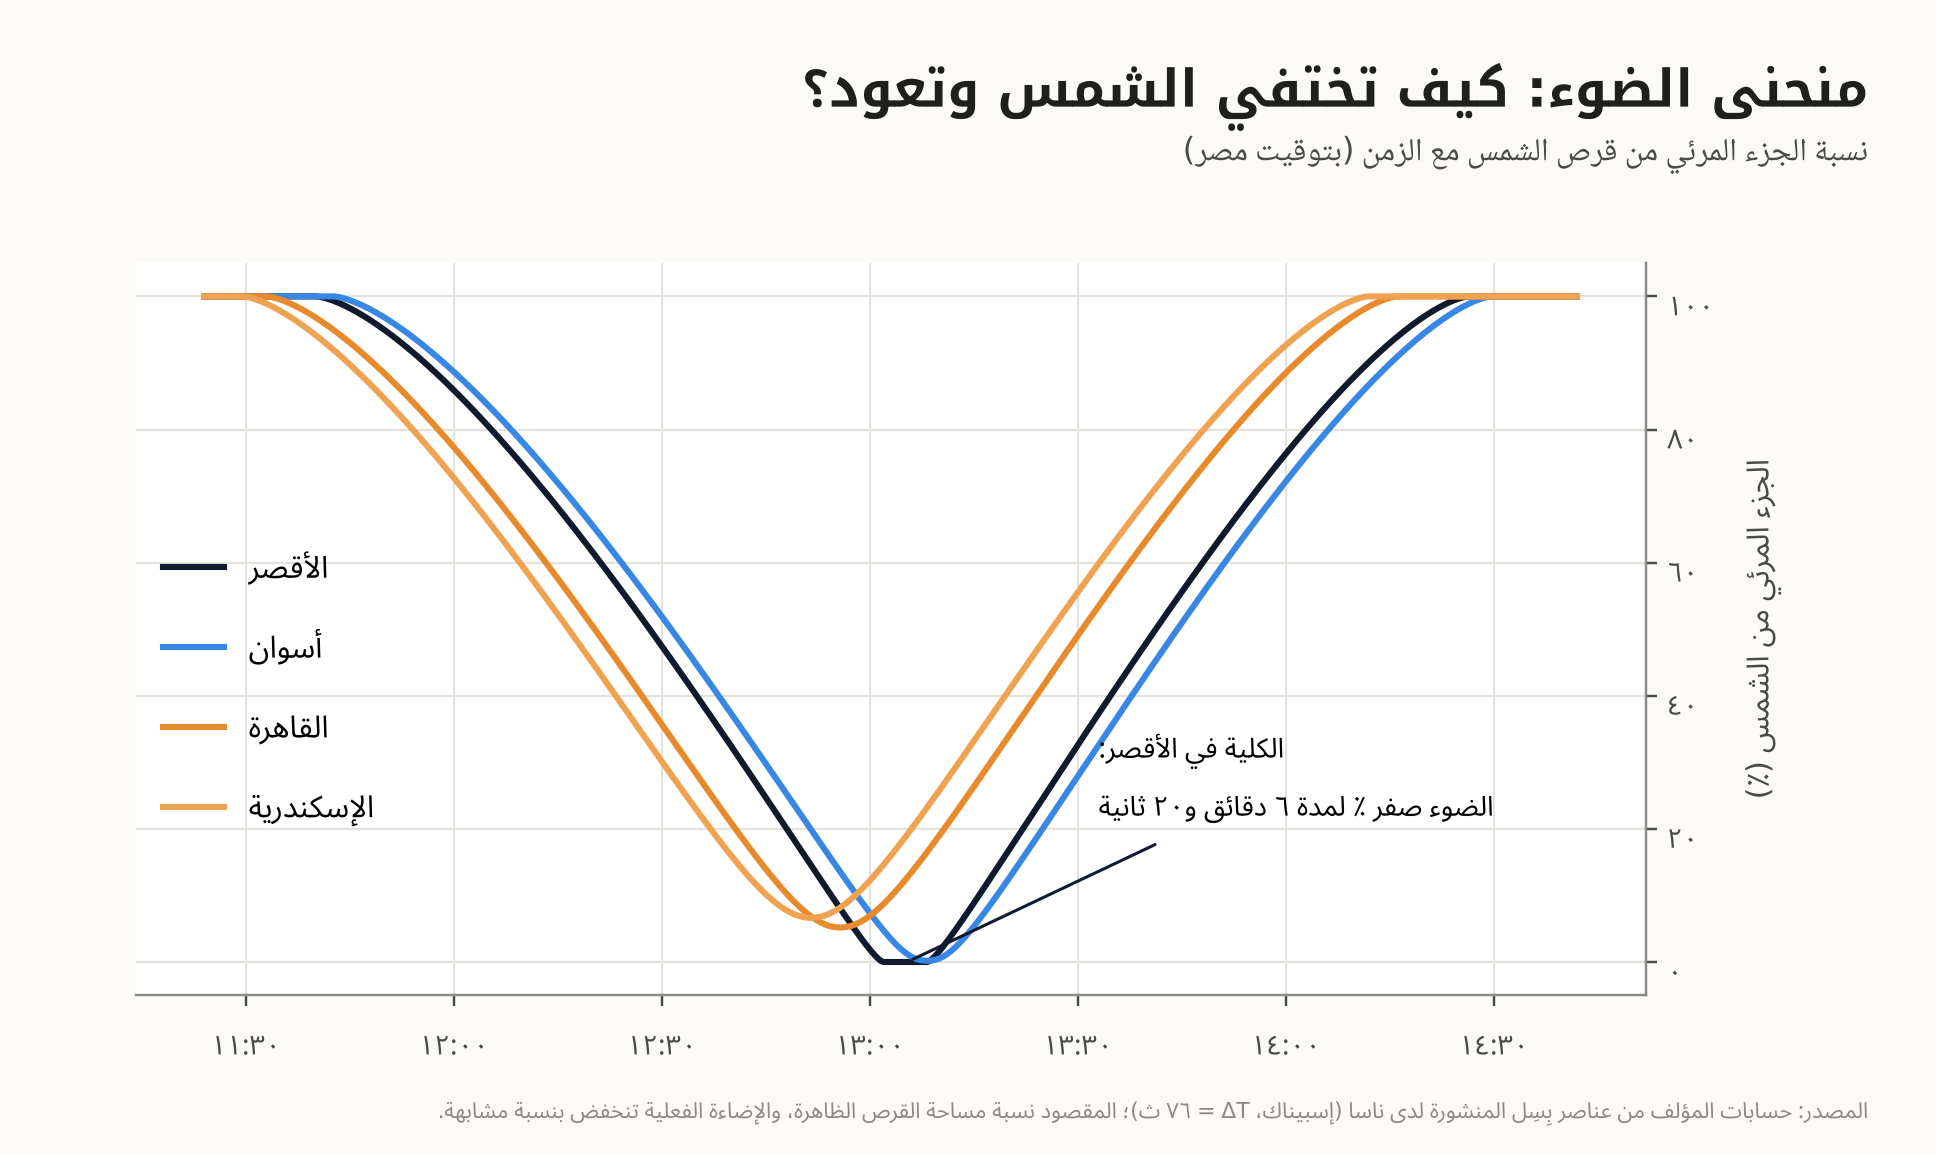 منحنى الضوء: كيف تختفي الشمس وتعود؟
نسبة الجزء المرئي من قرص الشمس مع الزمن (بتوقيت مصر)
١٠٠
٨٠
٦٠
٤٠
٢٠
٠
الجزء المرئي من الشمس (٪)
الأقصر
أسوان
القاهرة
الإسكندرية
الكلية في الأقصر:
الضوء صفر ٪ لمدة ٦ دقائق و٢٠ ثانية
١١:٣٠
١٢:٠٠
١٢:٣٠
١٣:٠٠
١٣:٣٠
١٤:٠٠
١٤:٣٠
المصدر: حسابات المؤلف من عناصر بِسِل المنشورة لدى ناسا (إسبيناك، ΔT = ٧٦ ث)؛ المقصود نسبة مساحة القرص الظاهرة، والإضاءة الفعلية تنخفض بنسبة مشابهة.